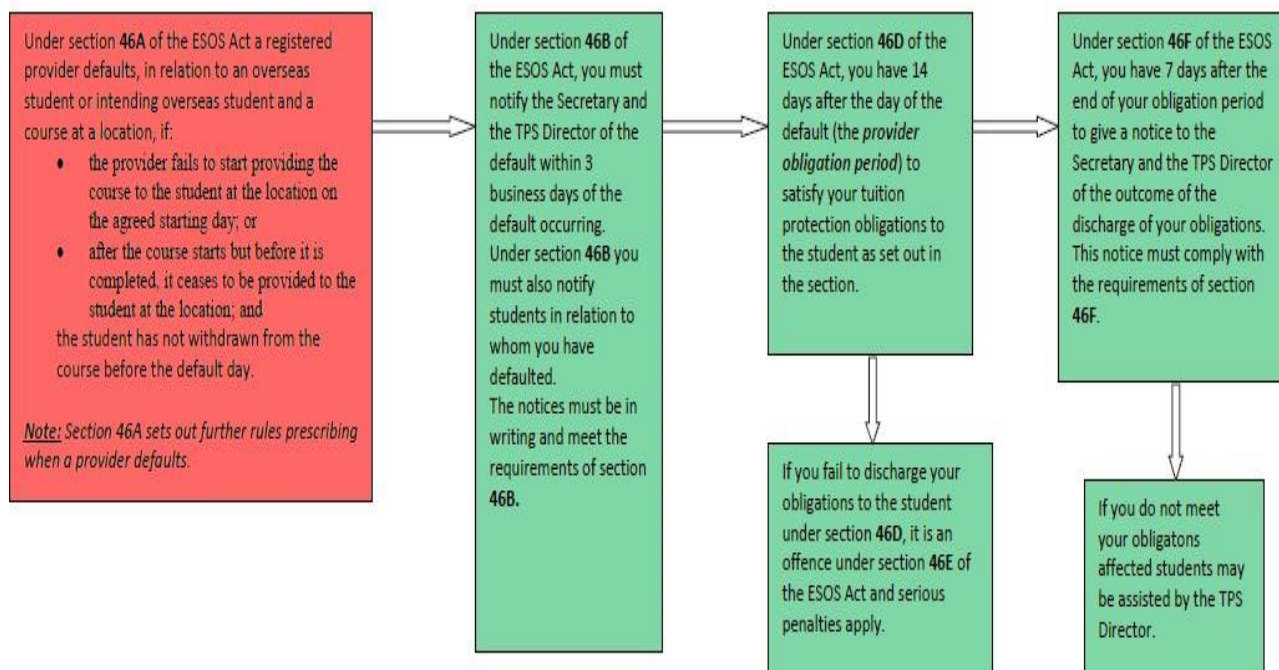 Under section 46A of the ESOS Act a registered
provider defaults, in relation to an overseas
student or intending overseas student and a
course at a location, if:
• the provider fails to start providing the
course to the student at the location on
the agreed starting day; or
• after the course starts but before it is
completed, it ceases to be provided to the
student at the location; and
the student has not withdrawn from the
course before the default day.
Note: Section 46A sets out further rules prescribing
when a provider defaults.
Under section 46B of
the ESOS Act, you must
notify the Secretary and
the TPS Director of the
default within 3
business days of the
default occurring.
Under section 46B you
must also notify
students in relation to
whom you have
defaulted.
The notices must be in
writing and meet the
requirements of section
46B.
Under section 46D of the
ESOS Act, you have 14
days after the day of the
default (the provider
obligation period) to
satisfy your tuition
protection obligations to
the student as set out in
the section.
If you fail to discharge your
obligations to the student
under section 46D, it is an
offence under section 46E of
the ESOS Act and serious
penalties apply.
Under section 46F of the ESOS
Act, you have 7 days after the
end of your obligation period
to give a notice to the
Secretary and the TPS Director
of the outcome of the
discharge of your obligations.
This notice must comply with
the requirements of section
46F.
If you do not meet
your obligatons
affected students may
be assisted by the TPS
Director.